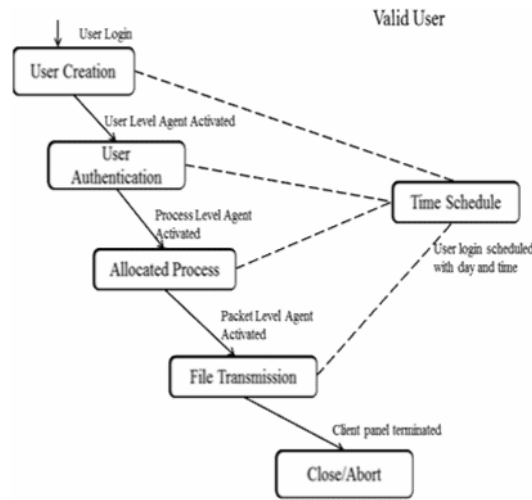 Valid User
User Login
User Creation
User Level Agent Activated
User
Authentication
Time Schedule
Process Level Agent
Activated
User login scheduled
with day and time
Allocated Process
Packet Level Agent
Activated
File Transmission
Client panel terminated
Close/Abort